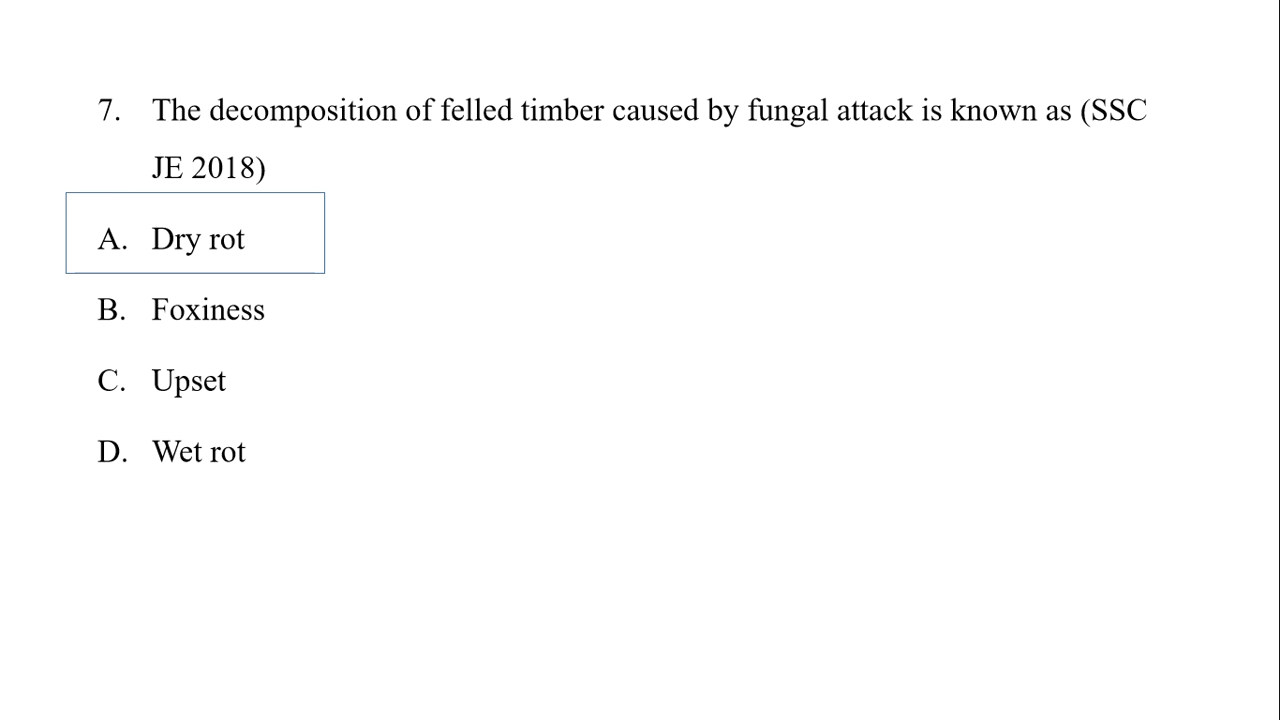 7. The decomposition of felled timber caused by fungal attack is known as (SSC
JE 2018)
A. Dry rot
B. Foxiness
C. Upset
D. Wet rot